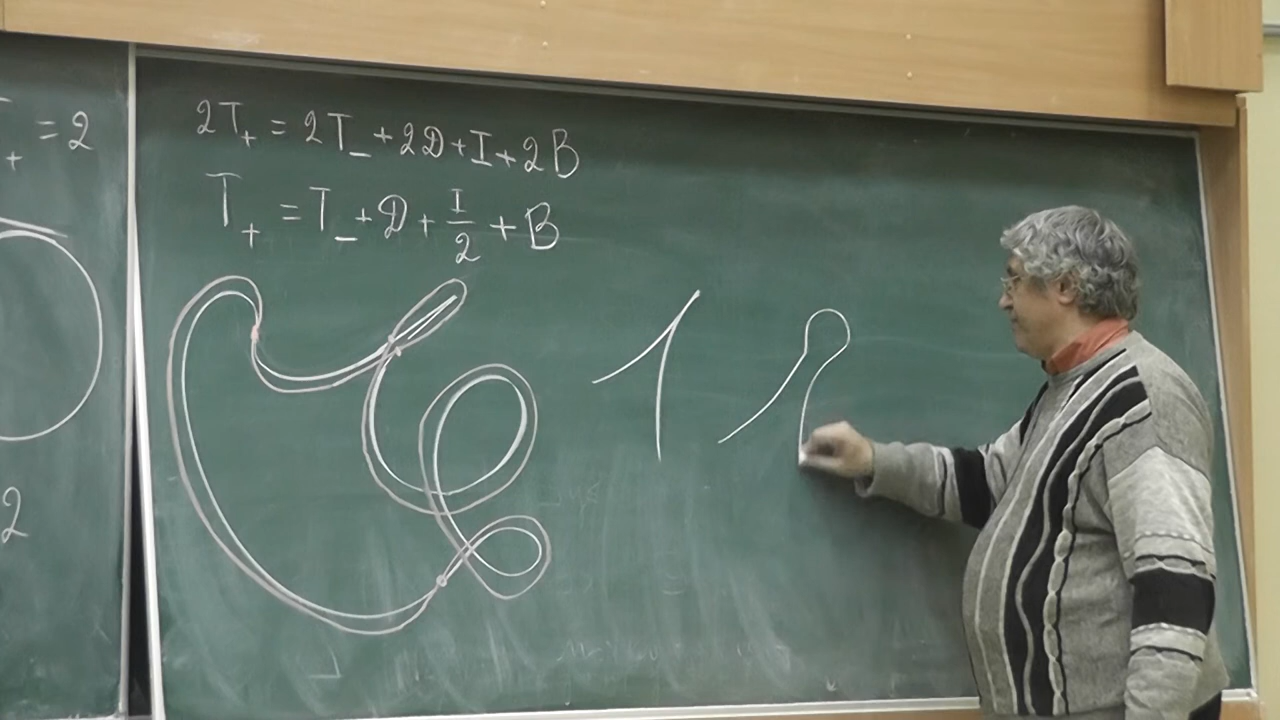 + = 2
2T₊ = 2T₋ + 2D + I + 2B
T₊ = T₋ + D + I/2 + B
2